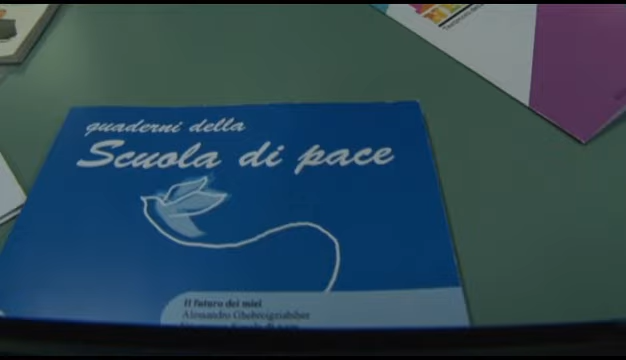 quaderni della
Scuola di pace
Il futuro dei miei
Alessandro Ghebreigziabiher